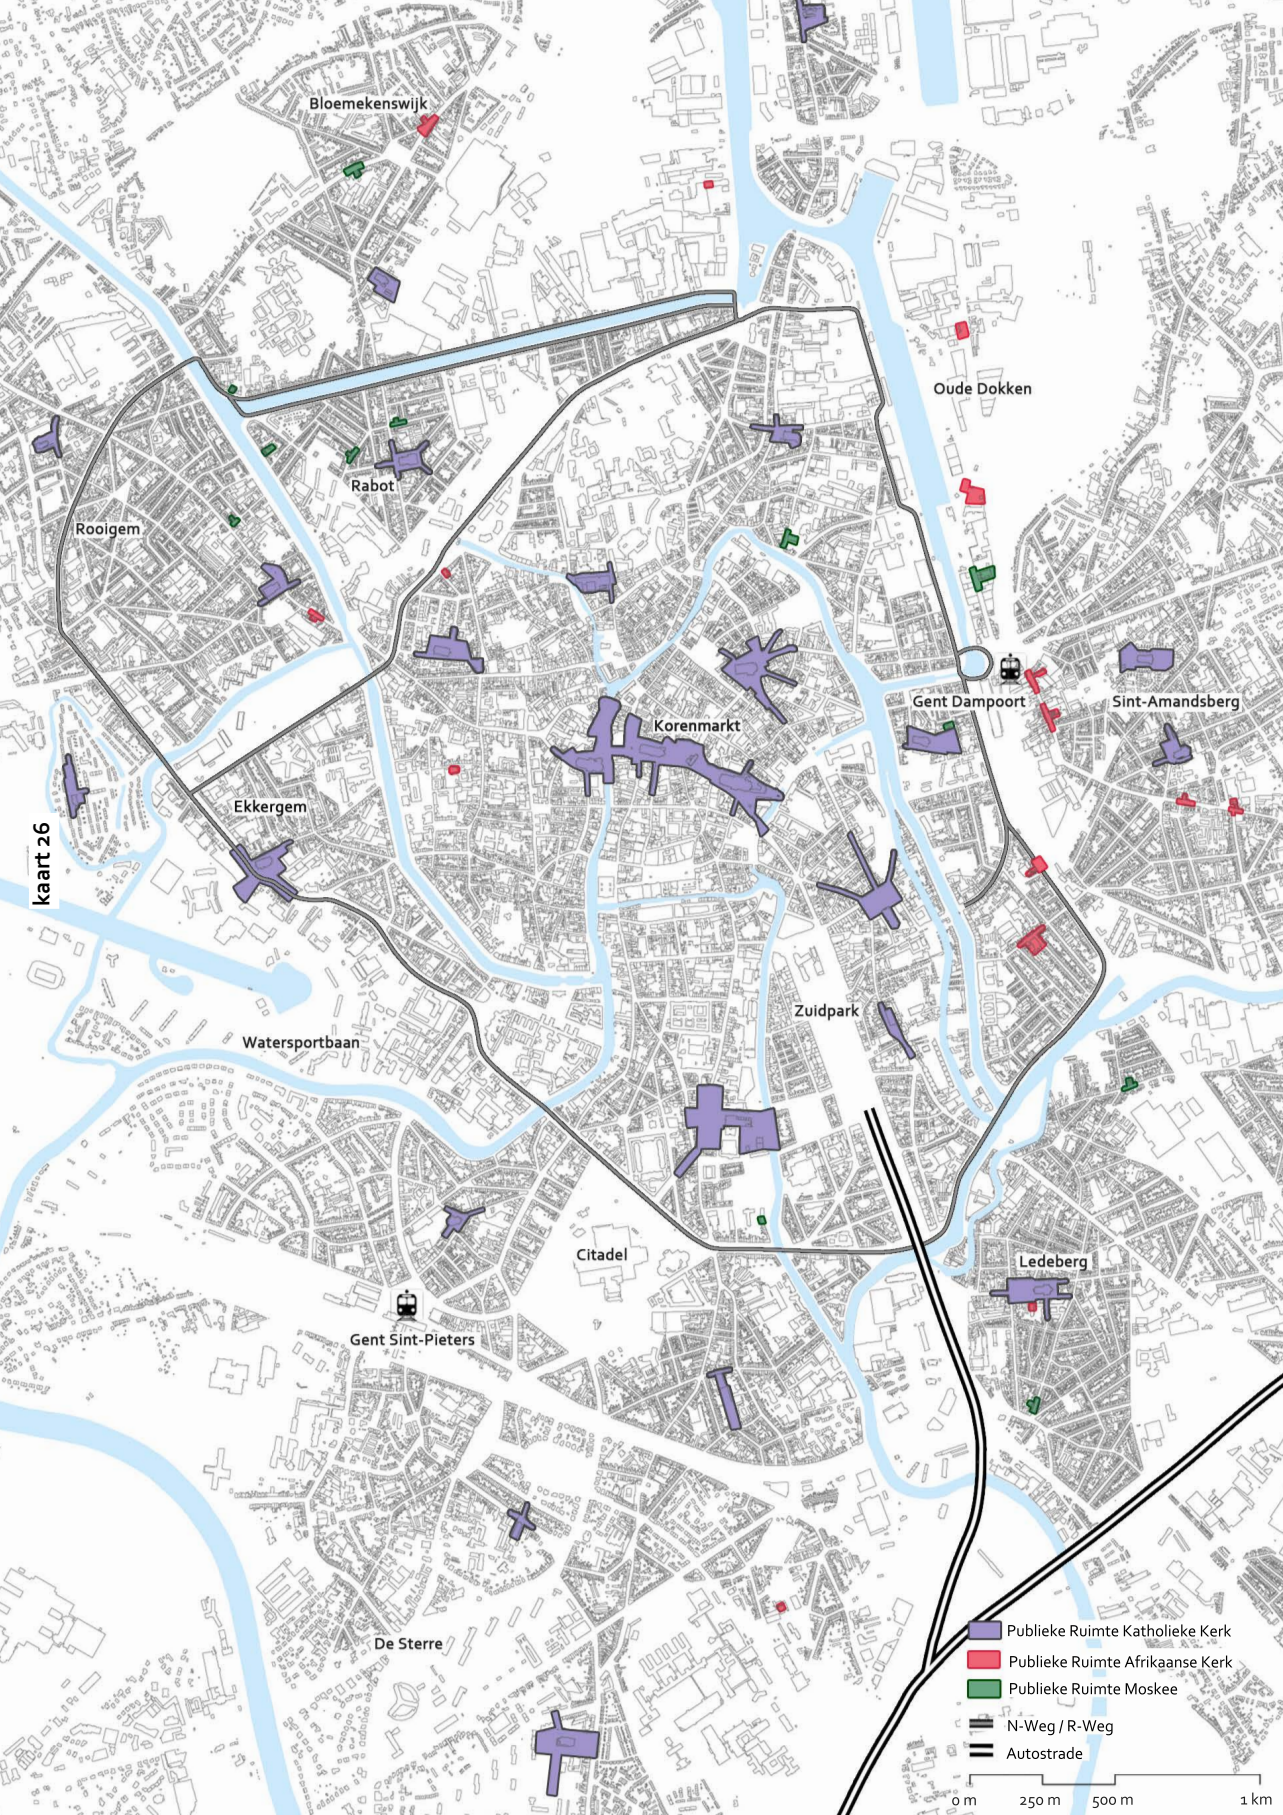 Bloemekenswijk
Oude Dokken
Rabot
Rooigem
Gent Dampoort
Sint-Amandsberg
Korenmarkt
Ekkergem
kaart 26
Zuidpark
Watersportbaan
Citadel
Ledeberg
Gent Sint-Pieters
De Sterre
Publieke Ruimte Katholieke Kerk
Publieke Ruimte Afrikaanse Kerk
Publieke Ruimte Moskee
N-Weg / R-Weg
Autostrade
0 m 250 m 500 m 1 km